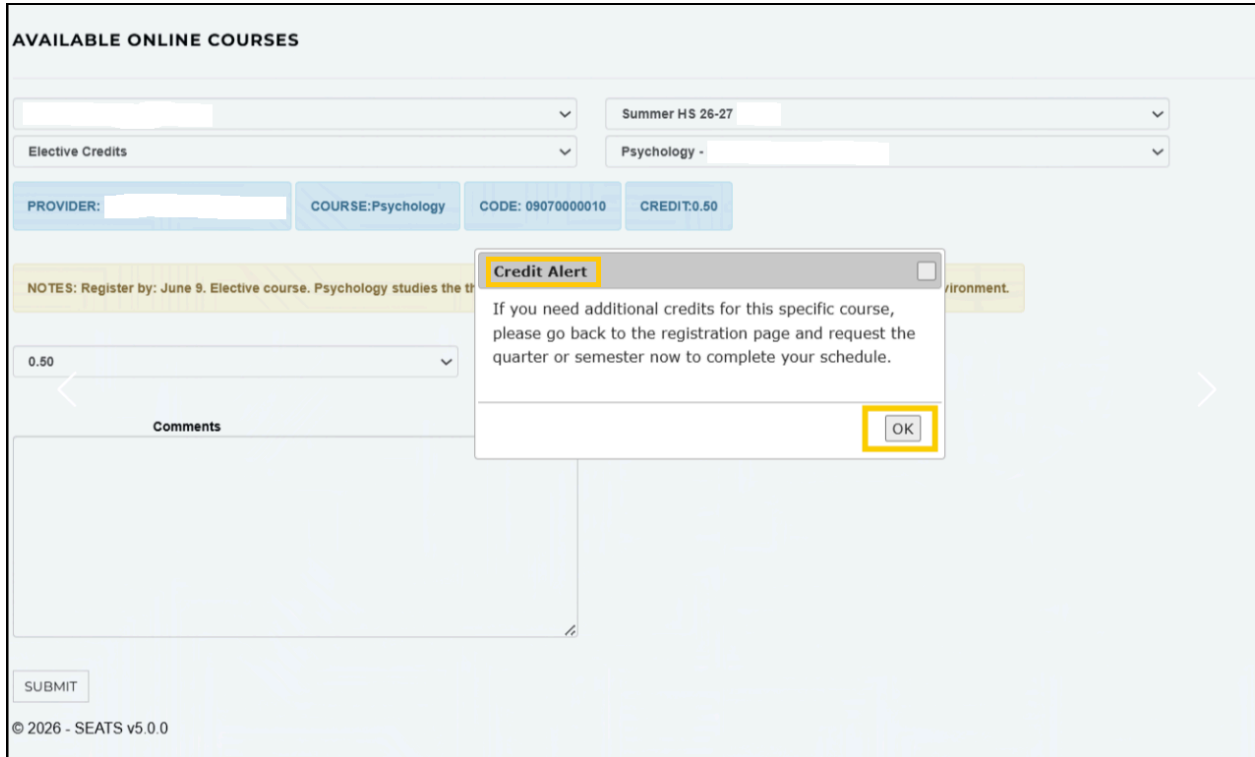 AVAILABLE ONLINE COURSES
Summer HS 26-27
Elective Credits
Psychology -
PROVIDER:
COURSE:Psychology
CODE: 09070000010
CREDIT:0.50
NOTES: Register by: June 9. Elective course. Psychology studies the th
vironment.
Credit Alert
If you need additional credits for this specific course,
please go back to the registration page and request the
quarter or semester now to complete your schedule.
OK
0.50
Comments
SUBMIT
© 2026 - SEATS v5.0.0